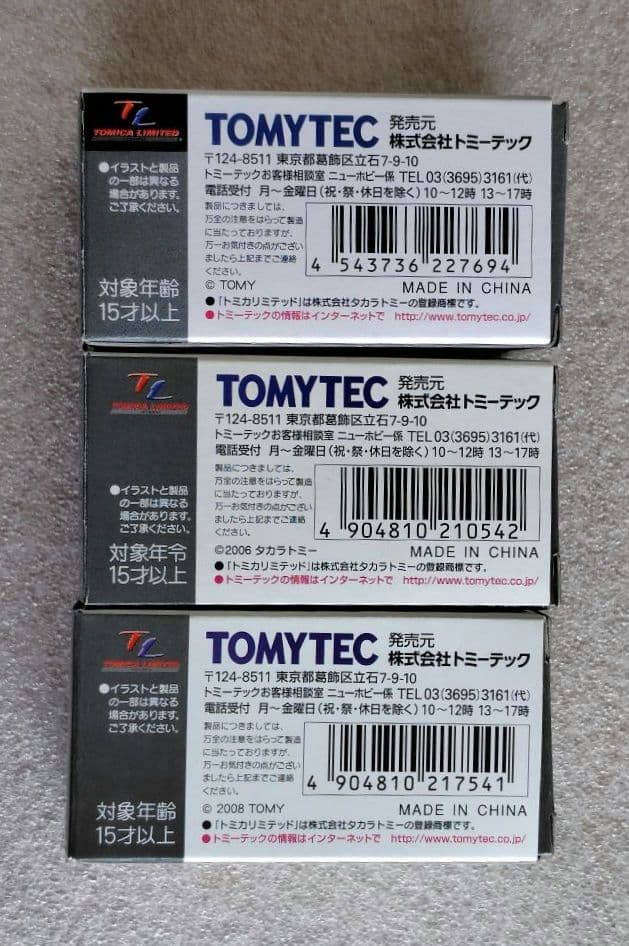 TL
TOMICA LIMITED
●イラストと製品
の一部は異なる
場合があります。
ご了承ください。
対象年齢
15才以上
TOMYTEC 発売元
株式会社トミーテック
〒124-8511 東京都葛飾区立石7-9-10
トミーテックお客様相談室 ニューホビー係 TEL 03(3695)3161(代)
電話受付 月〜金曜日(祝・祭・休日を除く) 10〜12時 13〜17時
製品につきましては、
万全の注意をはらって製造
に当たっておりますが、
万一お気付きの点がござい
ましたら上記までご連絡
ください。
4 543736 227694
© TOMY MADE IN CHINA
●「トミカリミテッド」は株式会社タカラトミーの登録商標です。
●トミーテックの情報はインターネットで http://www.tomytec.co.jp/
TL
TOMICA LIMITED
●イラストと製品
の一部は異なる
場合があります。
ご了承ください。
対象年令
15才以上
TOMYTEC 発売元
株式会社トミーテック
〒124-8511 東京都葛飾区立石7-9-10
トミーテックお客様相談室 ニューホビー係 TEL 03(3695)3161(代)
電話受付 月〜金曜日(祝・祭・休日を除く) 10〜12時 13〜17時
製品につきましては、
万全の注意をはらって製造
に当たっておりますが、
万一お気付きの点がござい
ましたら上記までご連絡
ください。
4 904810 210542
©2006 タカラトミー MADE IN CHINA
●「トミカリミテッド」は株式会社タカラトミーの登録商標です。
●トミーテックの情報はインターネットで http://www.tomytec.co.jp/
TL
TOMICA LIMITED
●イラストと製品
の一部は異なる
場合があります。
ご了承ください。
対象年齢
15才以上
TOMYTEC 発売元
株式会社トミーテック
〒124-8511 東京都葛飾区立石7-9-10
トミーテックお客様相談室 ニューホビー係 TEL 03(3695)3161(代)
電話受付 月〜金曜日(祝・祭・休日を除く) 10〜12時 13〜17時
製品につきましては、
万全の注意をはらって製造
に当たっておりますが、
万一お気付きの点がござい
ましたら上記までご連絡
ください。
4 904810 217541
© 2008 TOMY MADE IN CHINA
●「トミカリミテッド」は株式会社タカラトミーの登録商標です。
●トミーテックの情報はインターネットで http://www.tomytec.co.jp/